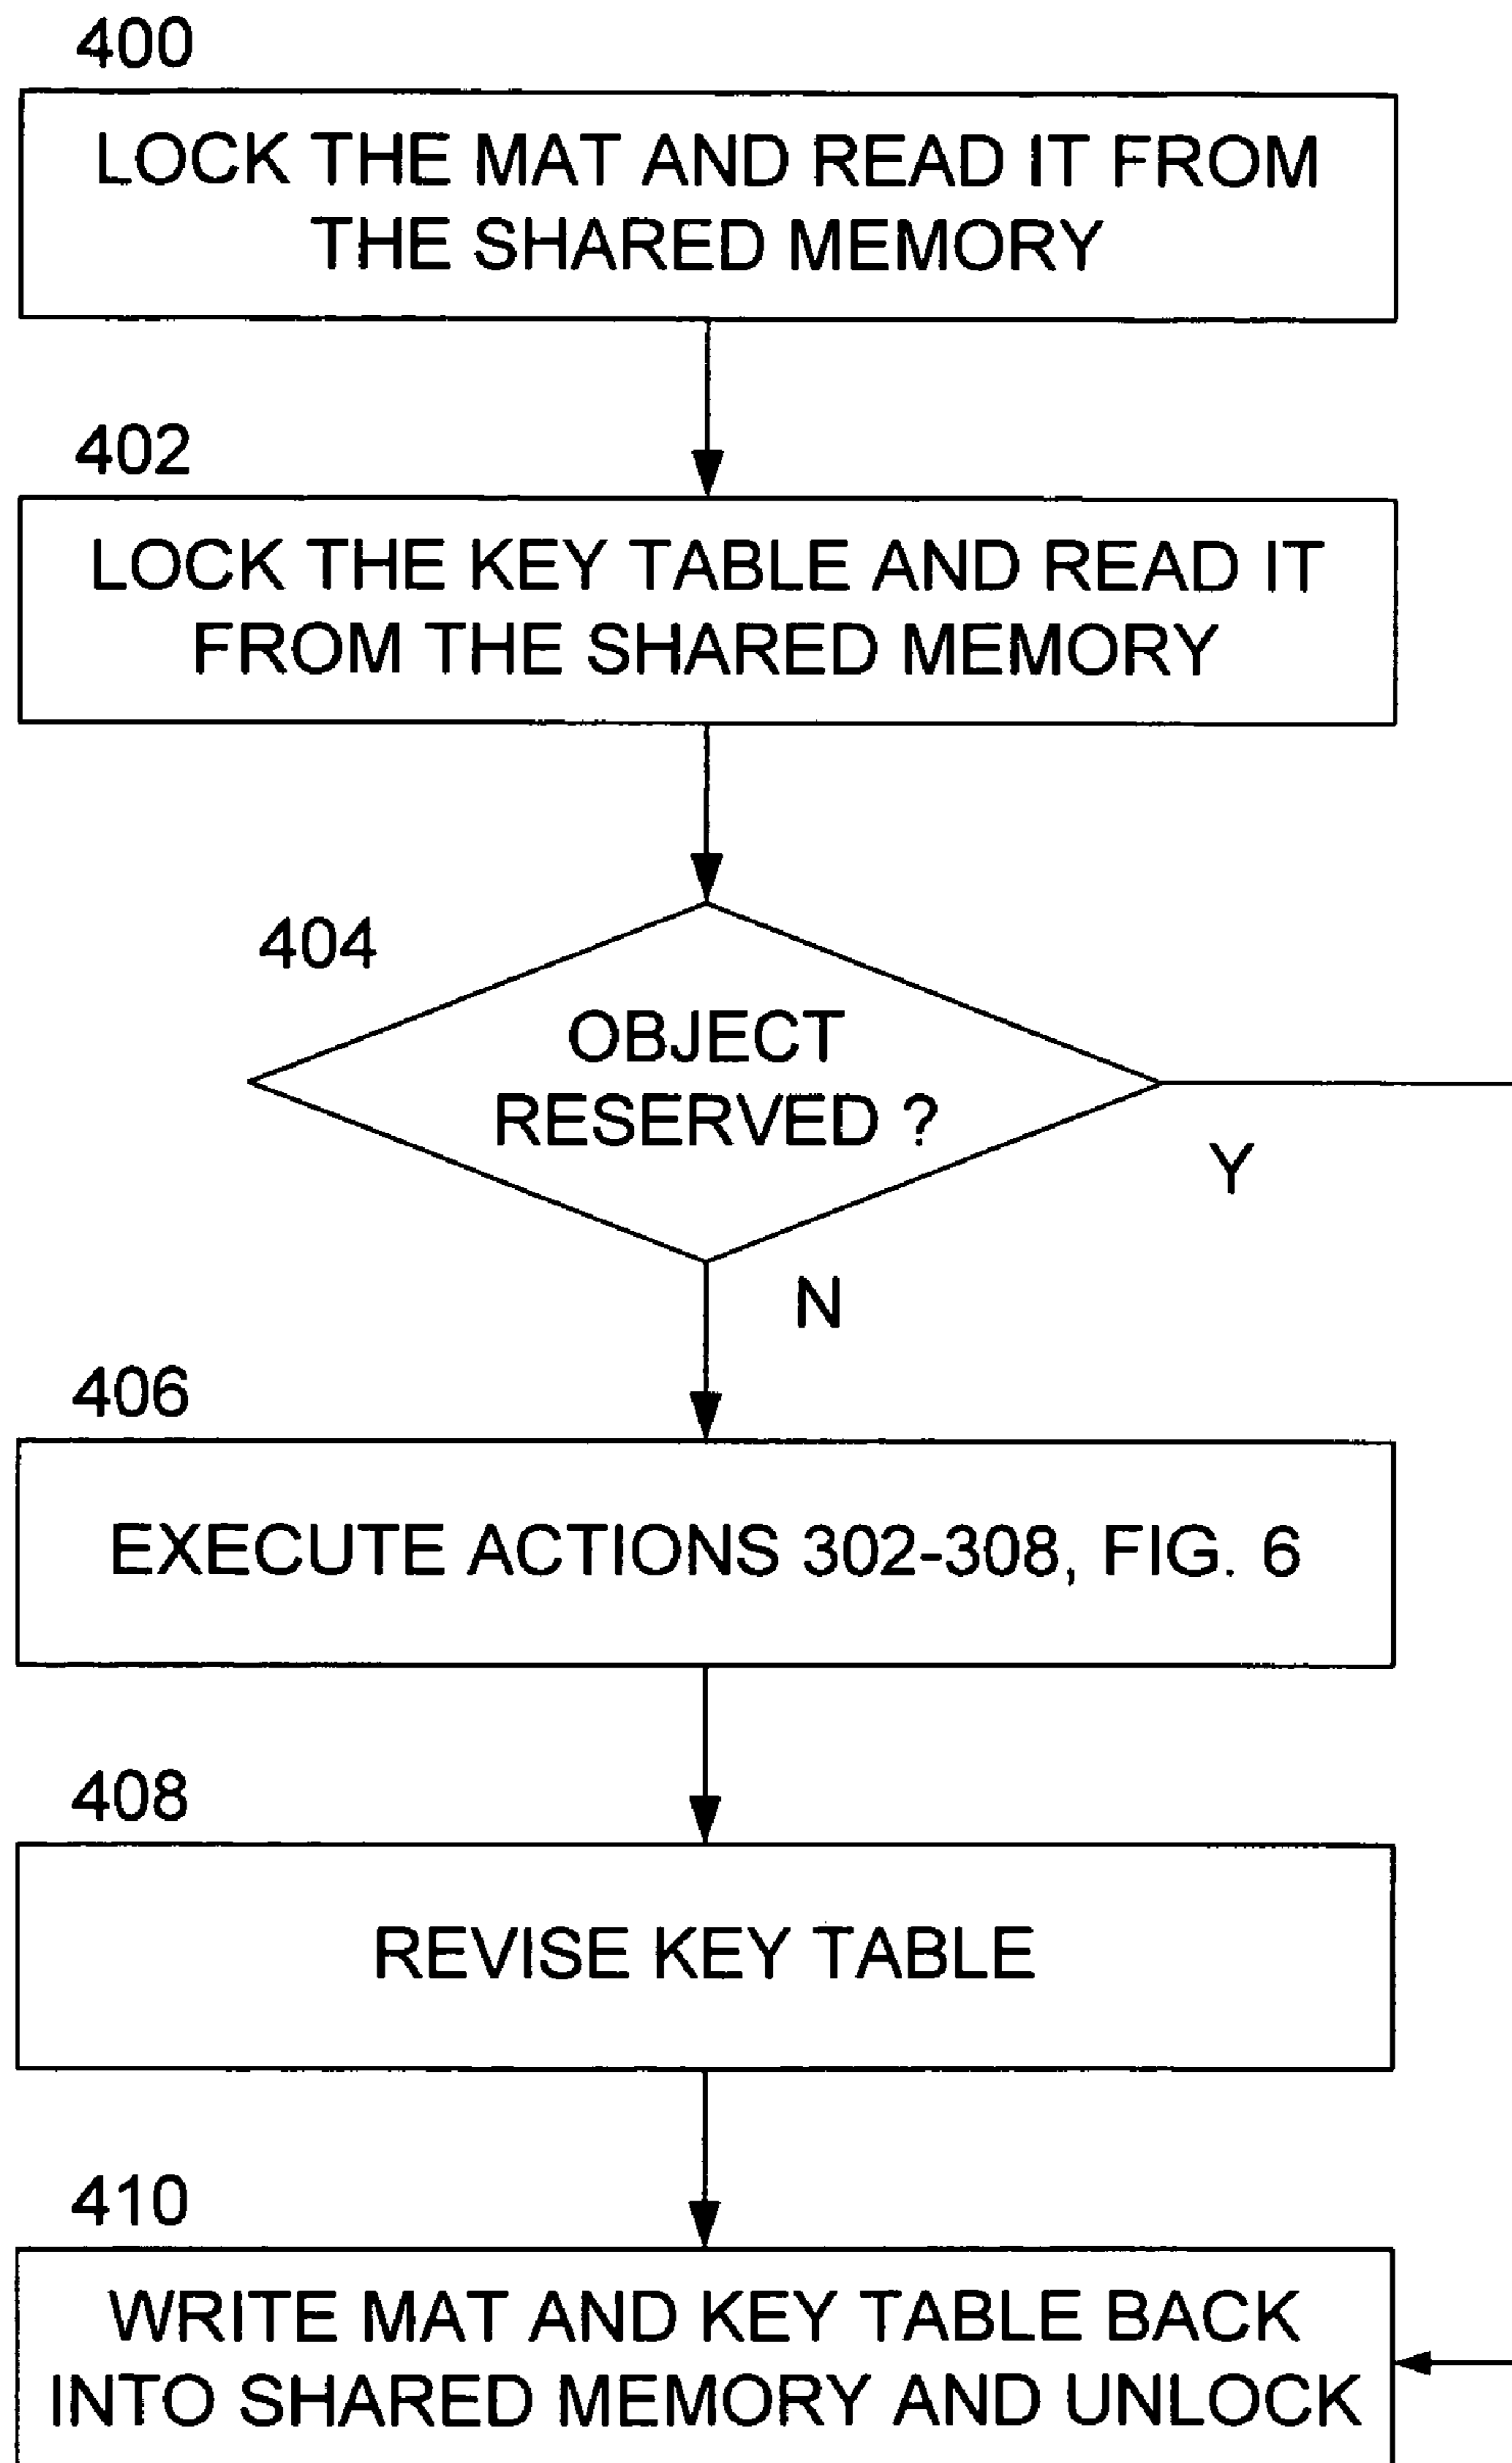 400
LOCK THE MAT AND READ IT FROM
THE SHARED MEMORY
402
LOCK THE KEY TABLE AND READ IT
FROM THE SHARED MEMORY
404
OBJECT
RESERVED ?
Y
N
406
EXECUTE ACTIONS 302-308, FIG. 6
408
REVISE KEY TABLE
410
WRITE MAT AND KEY TABLE BACK
INTO SHARED MEMORY AND UNLOCK